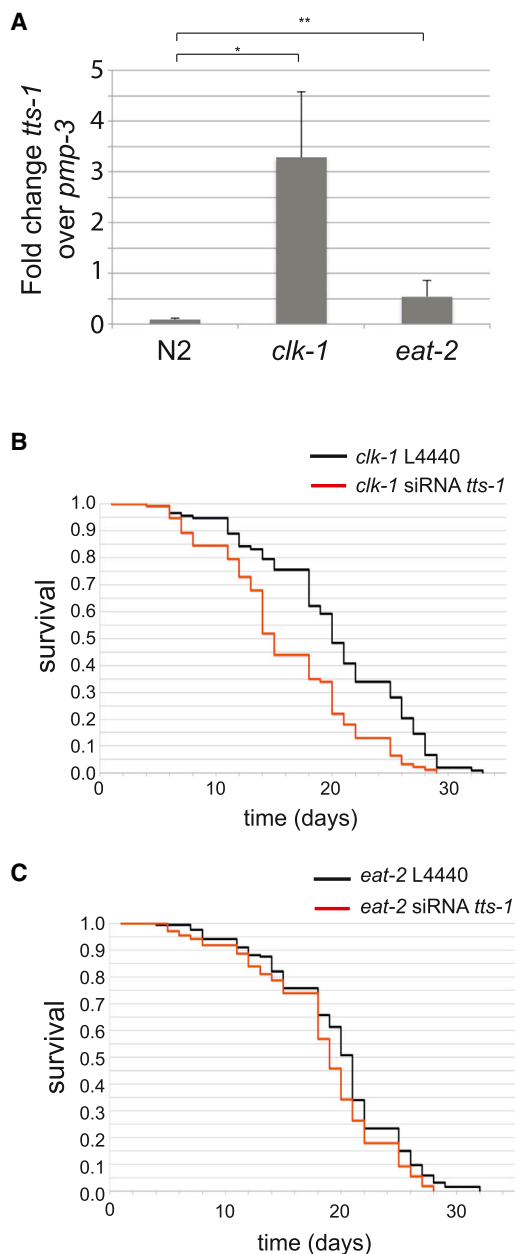 A
**
*
5
4
3
2
1
0
Fold change tts-1
over pmp-3
N2 clk-1 eat-2
B
clk-1 L4440
clk-1 siRNA tts-1
1.0
0.9
0.8
0.7
0.6
0.5
0.4
0.3
0.2
0.1
0.0
survival
0 10 20 30
time (days)
C
eat-2 L4440
eat-2 siRNA tts-1
1.0
0.9
0.8
0.7
0.6
0.5
0.4
0.3
0.2
0.1
0.0
survival
0 10 20 30
time (days)